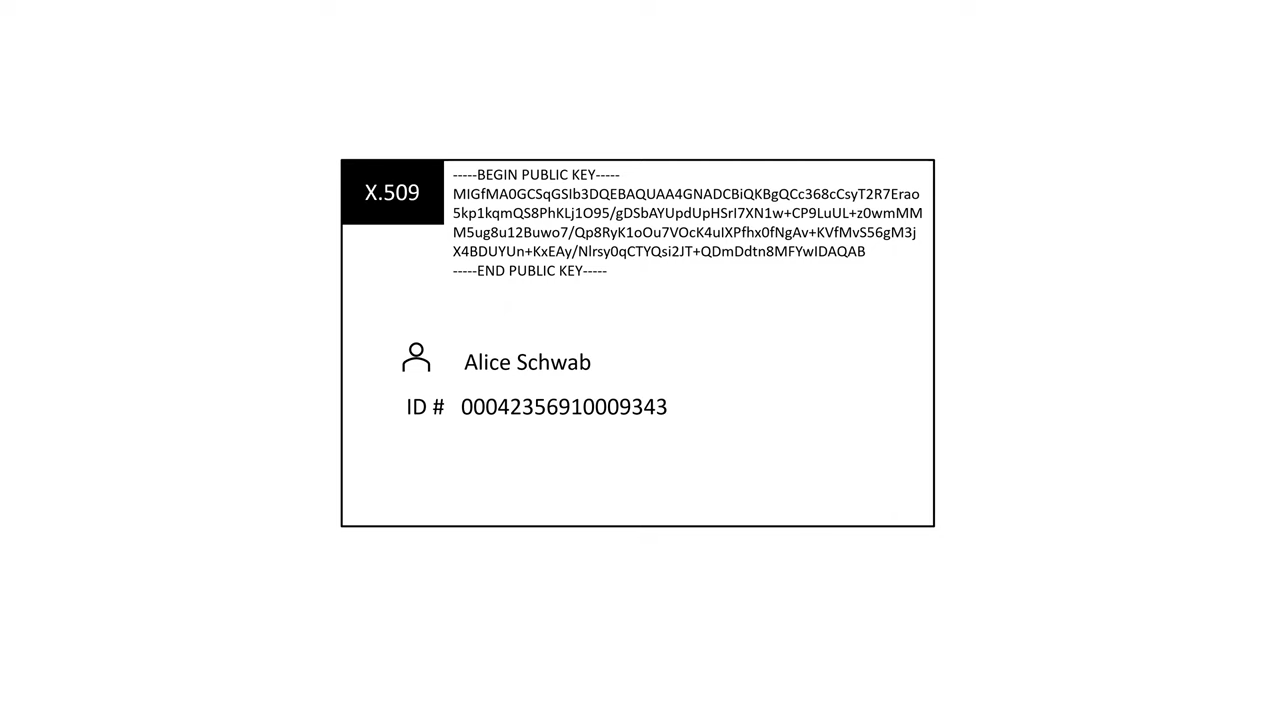 X.509
-----BEGIN PUBLIC KEY-----
MIGfMA0GCSqGSIb3DQEBAQUAA4GNADCBiQKBgQCc368cCsyT2R7Erao
5kp1kqmQS8PhKLj1O95/gDSbAYUpdUpHSrI7XN1w+CP9LuUL+z0wmMM
M5ug8u12Buwo7/Qp8RyK1oOu7VOcK4uIXPfhx0fNgAv+KVfMvS56gM3j
X4BDUYUn+KxEAy/Nlrsy0qCTYQsi2JT+QDmDdtn8MFYwIDAQAB
-----END PUBLIC KEY-----
Alice Schwab
ID # 00042356910009343